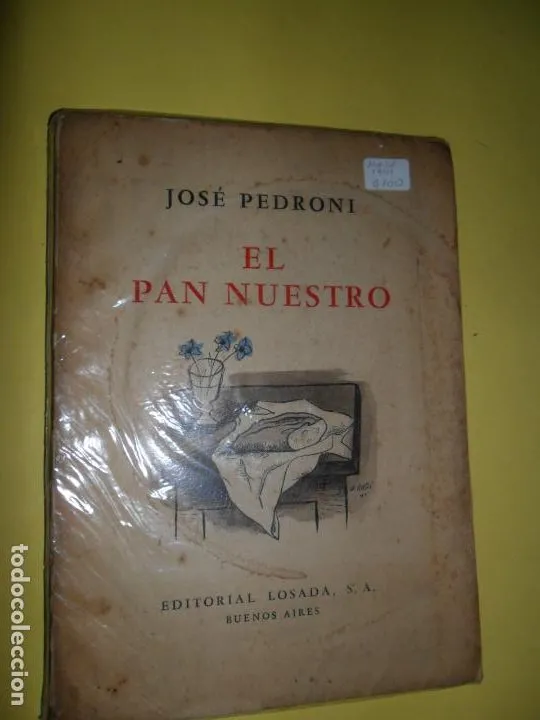 JOSÉ PEDRONI
EL
PAN NUESTRO
EDITORIAL LOSADA, S. A.
BUENOS AIRES
todocoleccion